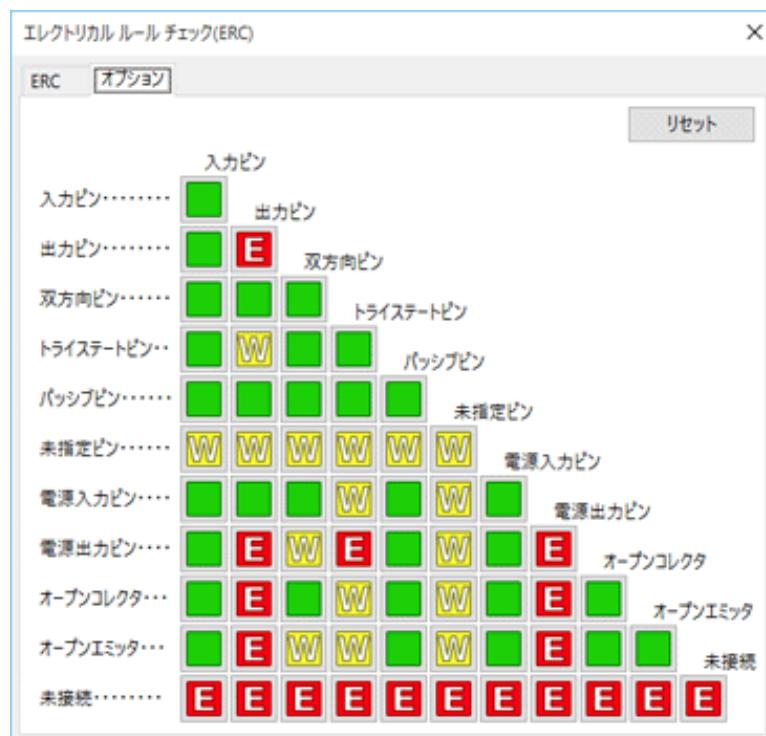 エレクトリカル ルール チェック(ERC)
ERC オプション
リセット
入力ピン
入力ピン········
出力ピン
出力ピン········ E
双方向ピン
双方向ピン······
トライステートピン
トライステートピン·· W
パッシブピン
パッシブピン······
未指定ピン
未指定ピン······ W W W W W W
電源入力ピン
電源入力ピン···· W W
電源出力ピン
電源出力ピン···· E W E W E
オープンコレクタ
オープンコレクタ··· E W W E
オープンエミッタ
オープンエミッタ··· E W W W E
未接続
未接続········ E E E E E E E E E E E